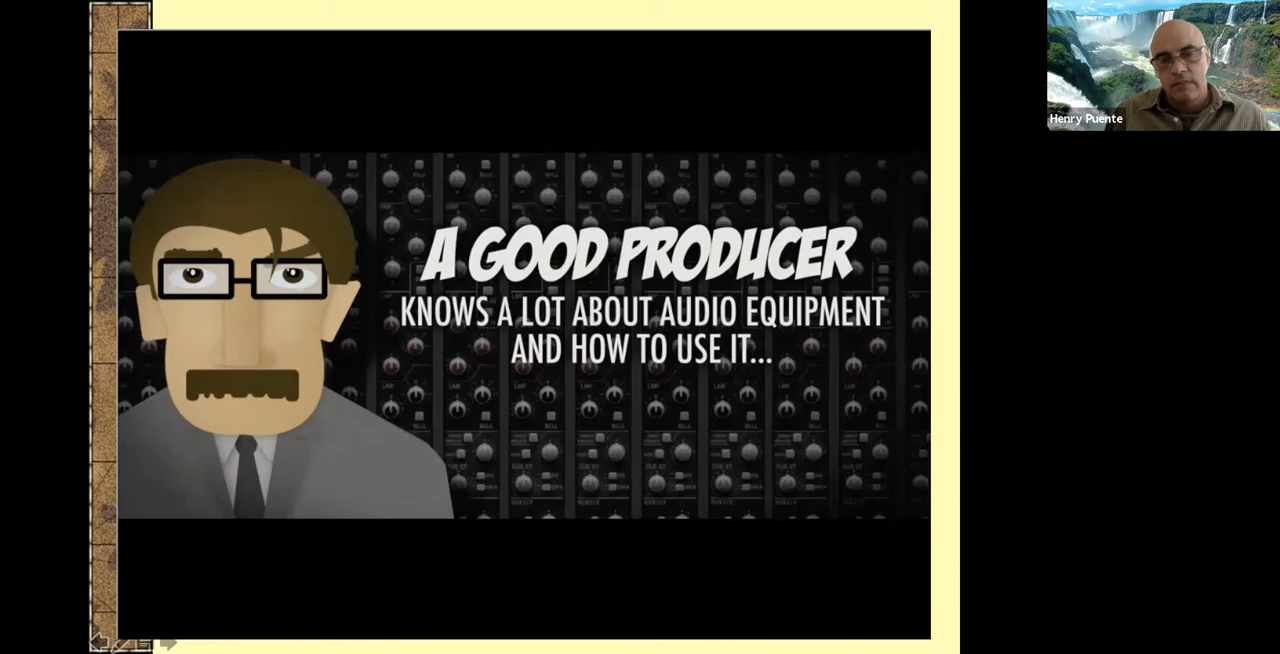 A GOOD PRODUCER
KNOWS A LOT ABOUT AUDIO EQUIPMENT
AND HOW TO USE IT...
Henry Puente